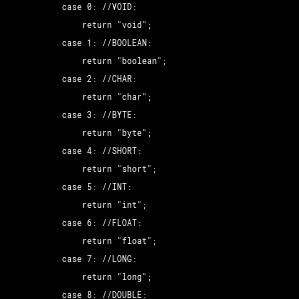 case 0: //VOID:
return "void";
case 1: //BOOLEAN:
return "boolean";
case 2: //CHAR:
return "char";
case 3: //BYTE:
return "byte";
case 4: //SHORT:
return "short";
case 5: //INT:
return "int";
case 6: //FLOAT:
return "float";
case 7: //LONG:
return "long";
case 8: //DOUBLE: